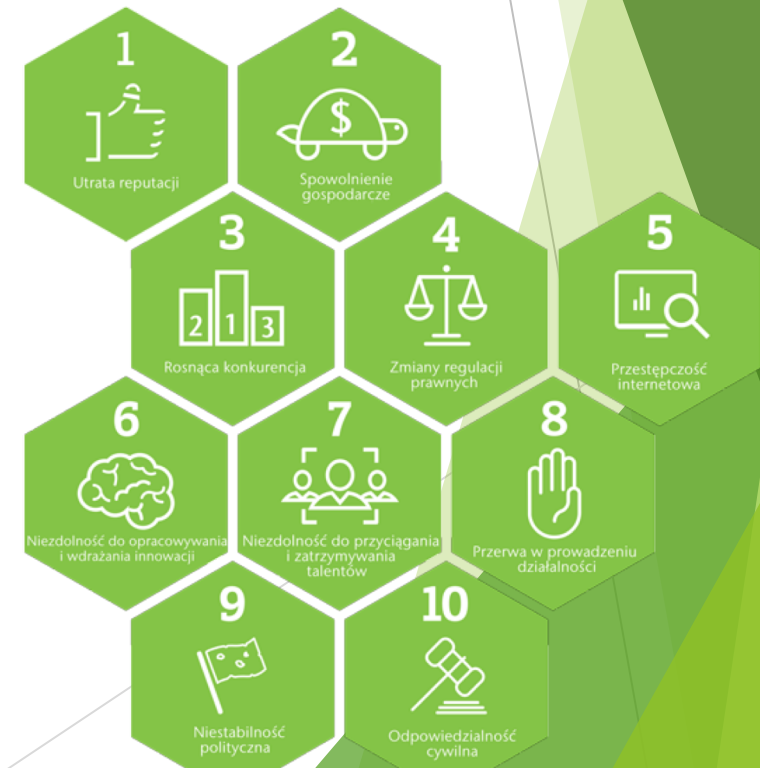 1
Utrata reputacji
2
$
Spowolnienie
gospodarcze
3
2 1 3
Rosnąca konkurencja
4
Zmiany regulacji
prawnych
5
Przestępczość
internetowa
6
Niezdolność do opracowywania
i wdrażania innowacji
7
Niezdolność do przyciągania
i zatrzymywania
talentów
8
Przerwa w prowadzeniu
działalności
9
Niestabilność
polityczna
10
Odpowiedzialność
cywilna